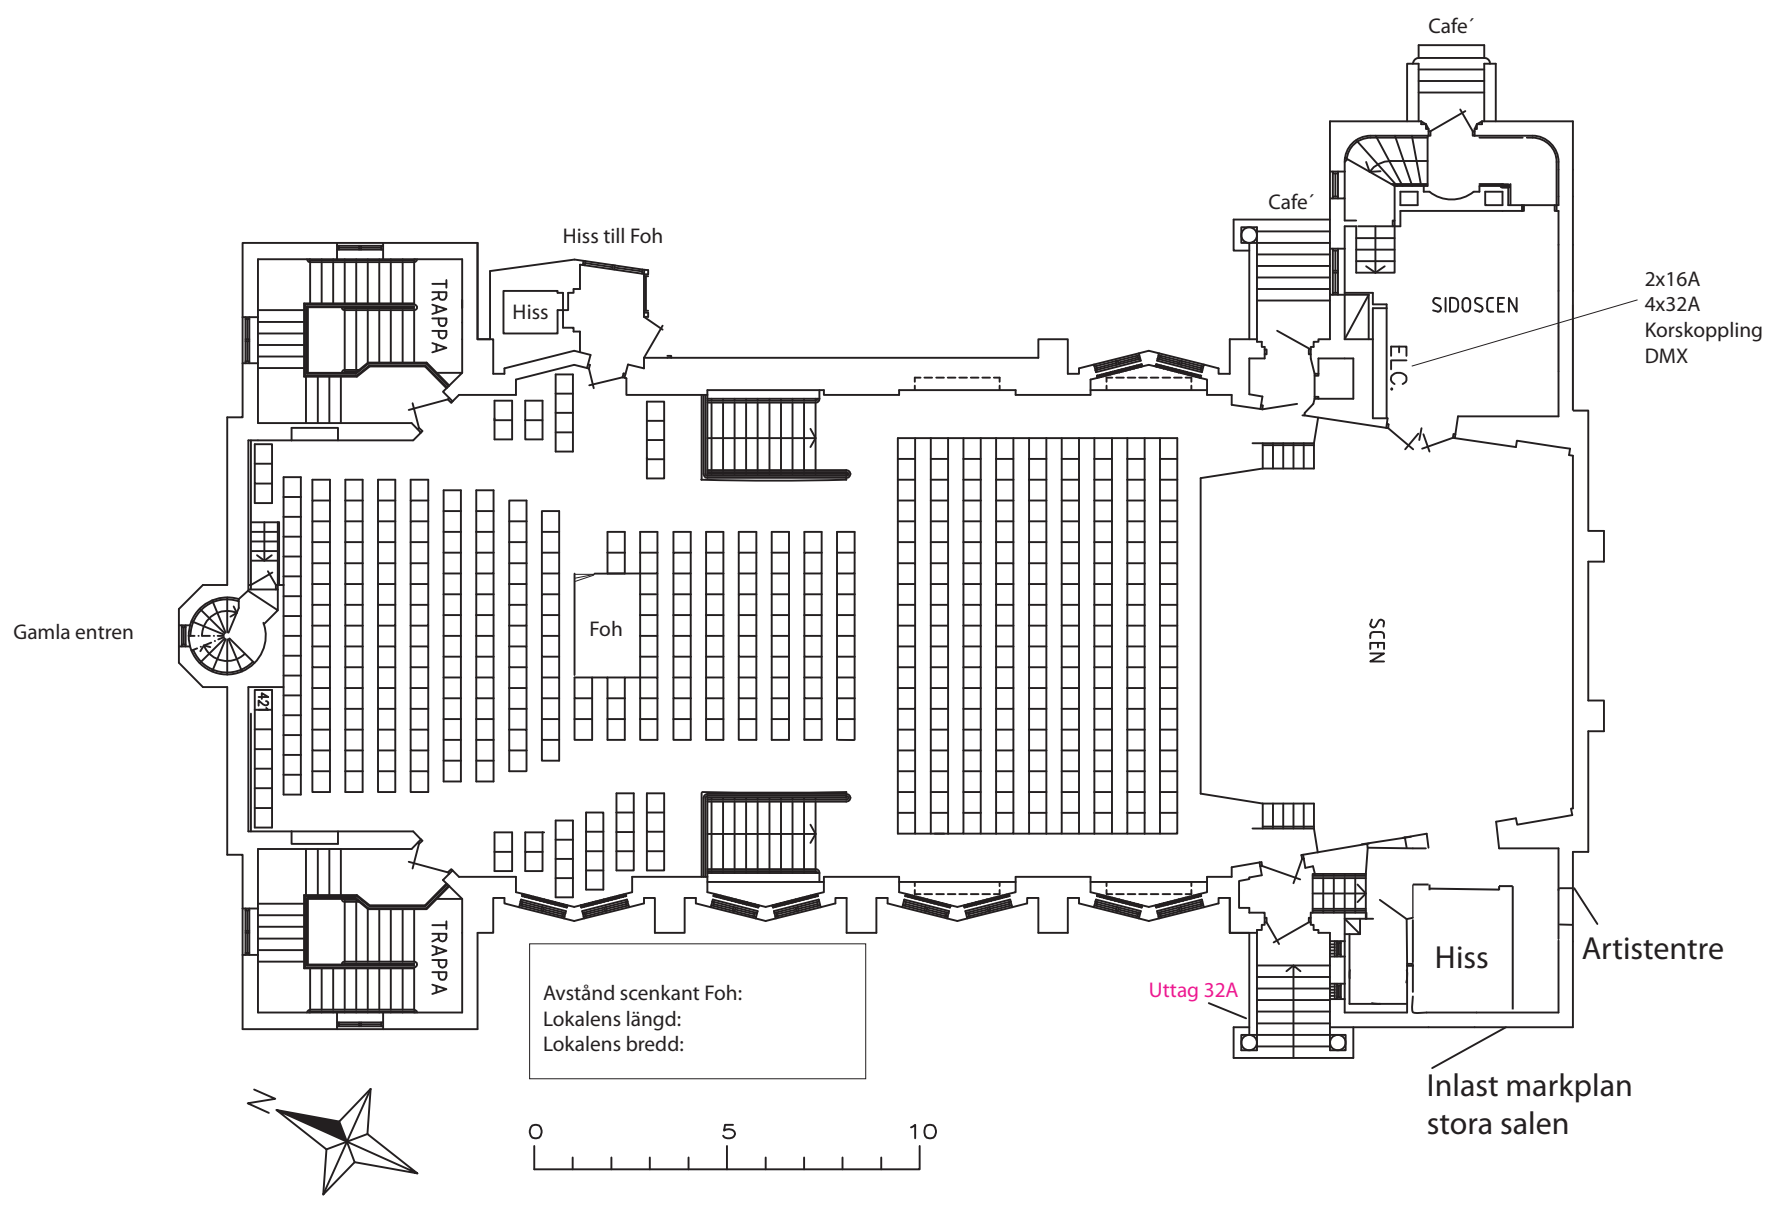 Cafe´
Cafe´
Hiss till Foh
Hiss
TRAPPA
SIDOSCEN
ELC.
2x16A
4x32A
Korskoppling
DMX
Gamla entren
Foh
SCEN
421
TRAPPA
Hiss
Artistentre
Uttag 32A
Avstånd scenkant Foh:
Lokalens längd:
Lokalens bredd:
Inlast markplan
stora salen
N
0 5 10